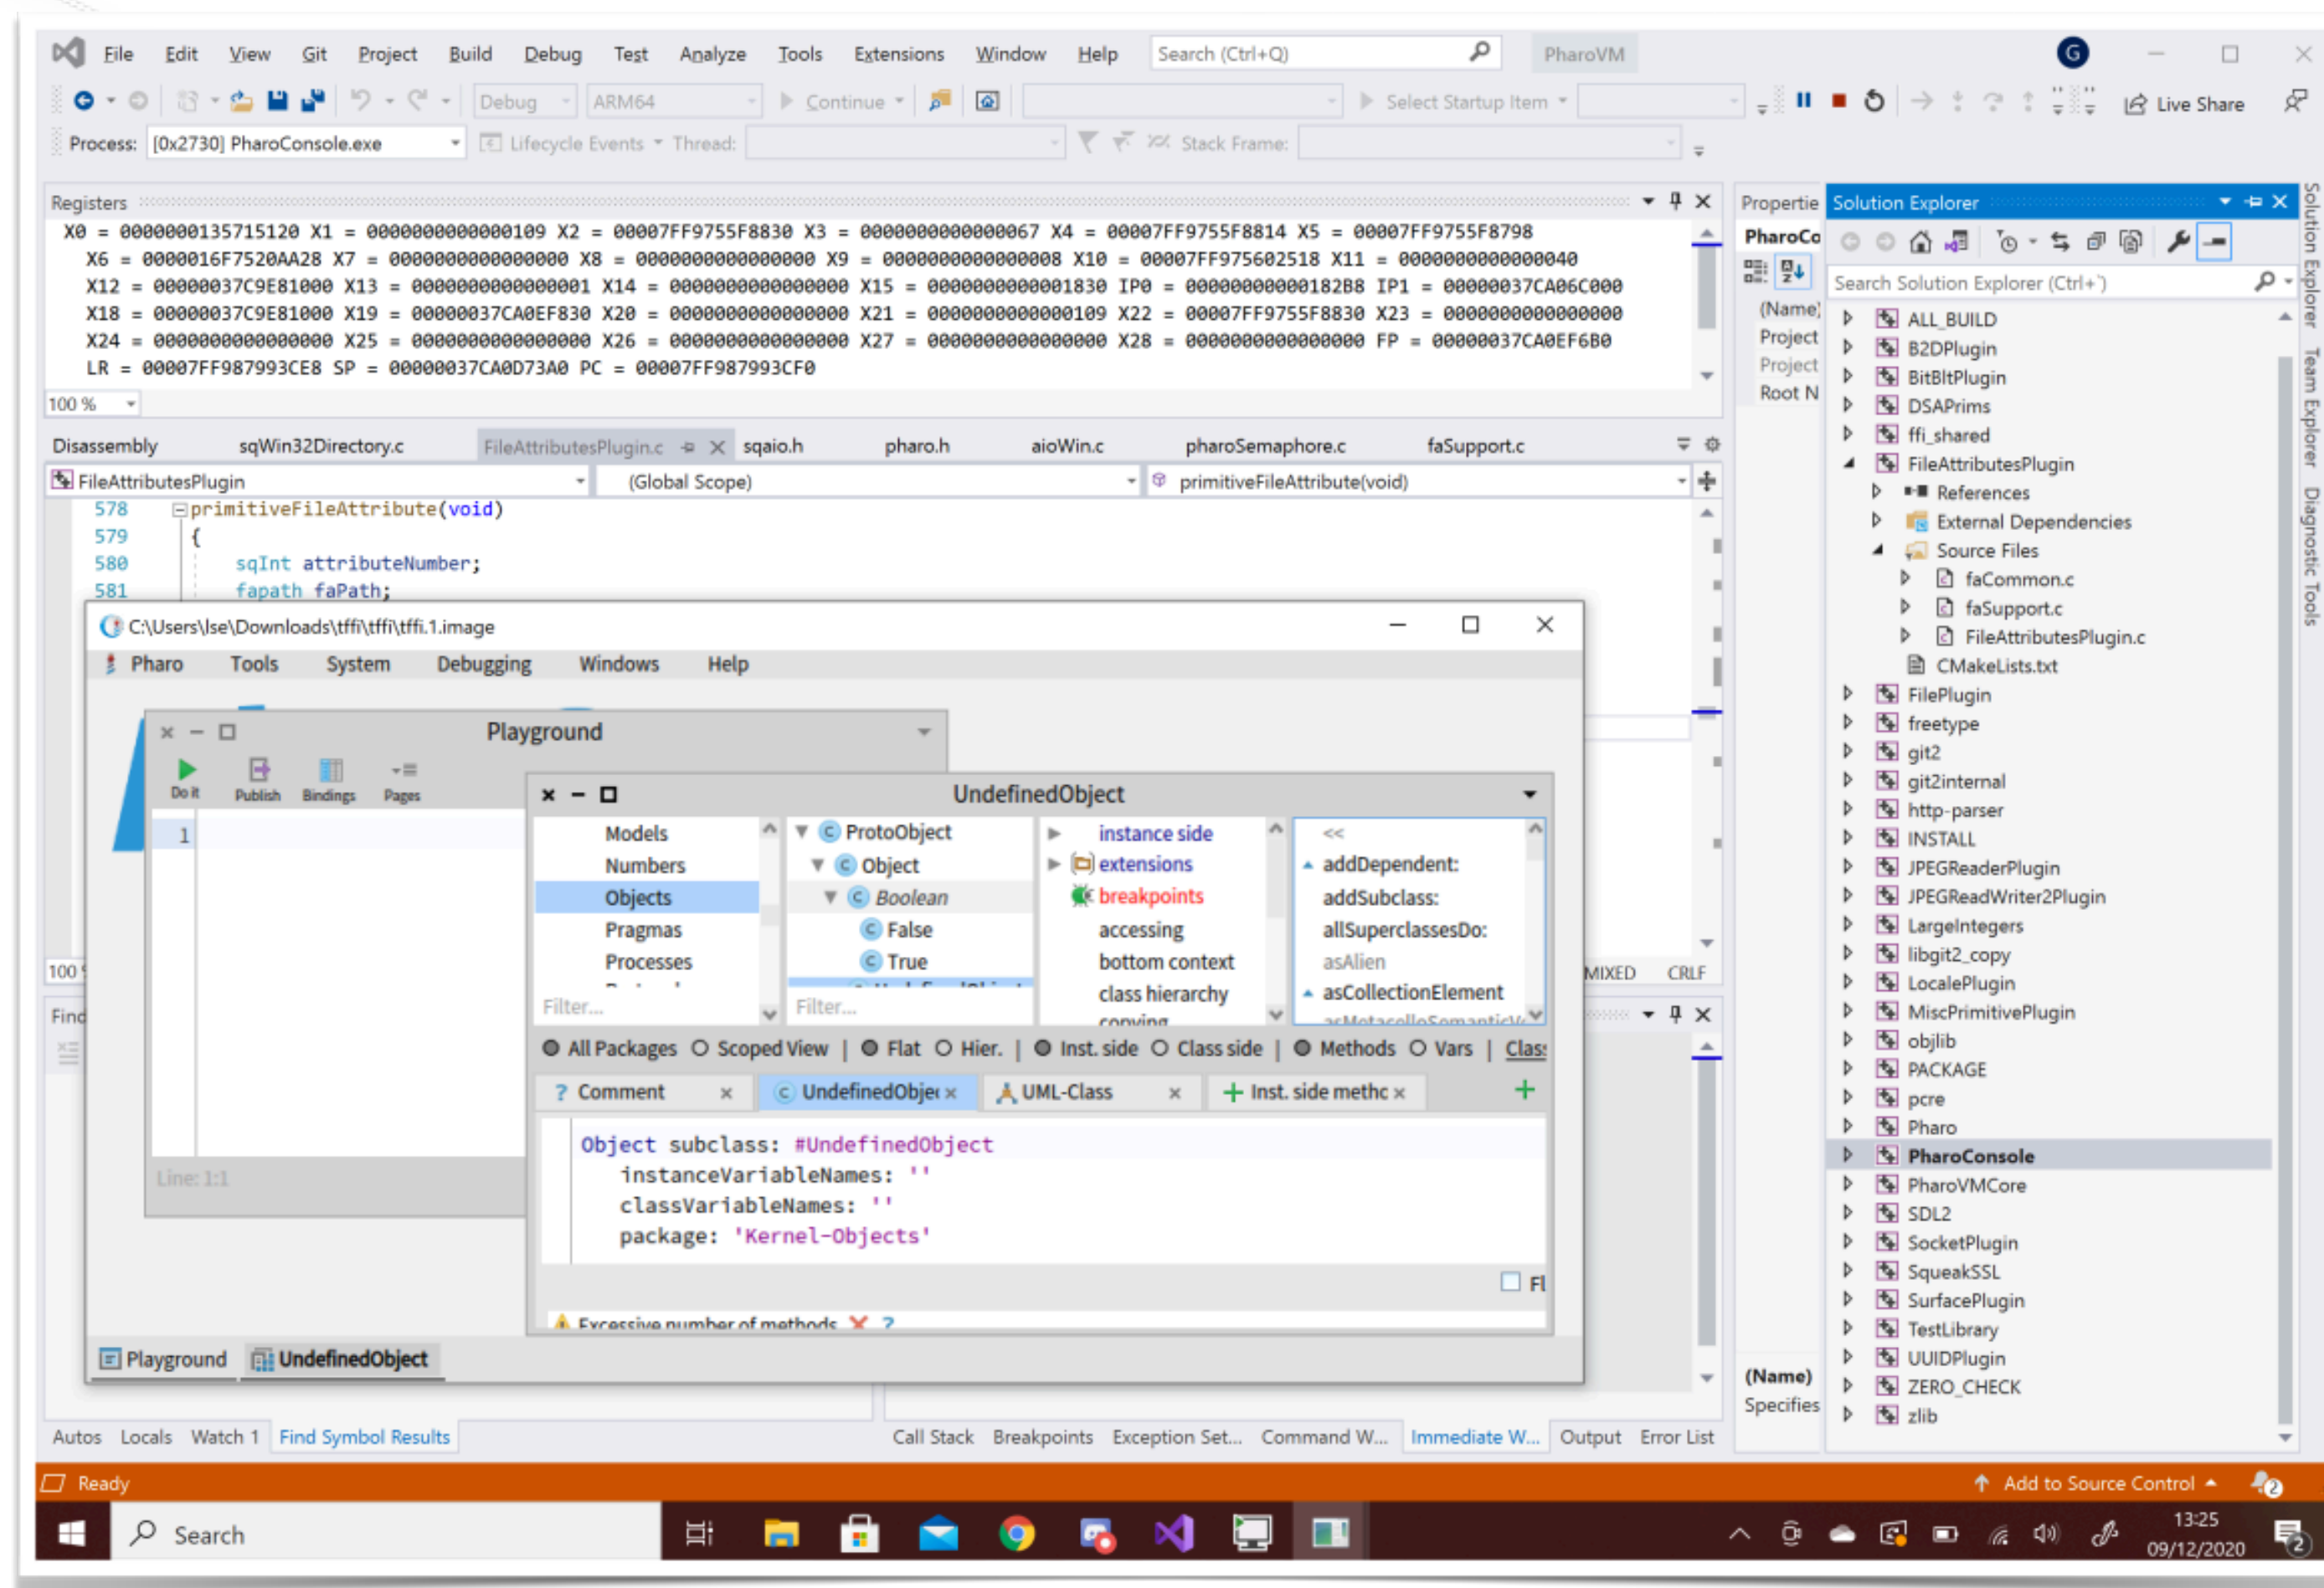 File Edit View Git Project Build Debug Test Analyze Tools Extensions Window Help Search (Ctrl+Q) PharoVM G
Debug ARM64 Continue Select Startup Item Live Share
Process: [0x2730] PharoConsole.exe Lifecycle Events Thread: Stack Frame:
Registers
X0 = 0000000135715120 X1 = 0000000000000109 X2 = 00007FF9755F8830 X3 = 0000000000000067 X4 = 00007FF9755F8814 X5 = 00007FF9755F8798
X6 = 0000016F7520AA28 X7 = 0000000000000000 X8 = 0000000000000000 X9 = 0000000000000008 X10 = 00007FF975602518 X11 = 0000000000000040
X12 = 00000037C9E81000 X13 = 0000000000000001 X14 = 0000000000000000 X15 = 0000000000001830 IP0 = 00000000000182B8 IP1 = 00000037CA06C000
X18 = 00000037C9E81000 X19 = 00000037CA0EF830 X20 = 0000000000000000 X21 = 0000000000000109 X22 = 00007FF9755F8830 X23 = 0000000000000000
X24 = 0000000000000000 X25 = 0000000000000000 X26 = 0000000000000000 X27 = 0000000000000000 X28 = 0000000000000000 FP = 00000037CA0EF6B0
LR = 00007FF987993CE8 SP = 00000037CA0D73A0 PC = 00007FF987993CF0
100 %
Disassembly sqWin32Directory.c FileAttributesPlugin.c sqaio.h pharo.h aioWin.c pharoSemaphore.c faSupport.c
FileAttributesPlugin (Global Scope) primitiveFileAttribute(void)
578 primitiveFileAttribute(void)
579 {
580 sqInt attributeNumber;
581 fapath faPath;
C:\Users\lse\Downloads\tffi\tffi\tffi.1.image
Pharo Tools System Debugging Windows Help
Playground
Do it Publish Bindings Pages
1
Line: 1:1
UndefinedObject
Models
Numbers
Objects
Pragmas
Processes
Filter...
ProtoObject
Object
Boolean
False
True
Filter...
instance side
extensions
breakpoints
accessing
bottom context
class hierarchy
copying
<<
addDependent:
addSubclass:
allSuperclassesDo:
asAlien
asCollectionElement
All Packages Scoped View | Flat Hier. | Inst. side Class side | Methods Vars | Class
? Comment UndefinedObjec UML-Class Inst. side methc
Object subclass: #UndefinedObject
instanceVariableNames: ''
classVariableNames: ''
package: 'Kernel-Objects'
Fl
Excessive number of methods ?
Playground UndefinedObject
100 MIXED CRLF
Find
Autos Locals Watch 1 Find Symbol Results
Call Stack Breakpoints Exception Set... Command W... Immediate W... Output Error List
Propertie
PharoCo
(Name)
Project
Project
Root N
(Name)
Specifies
Solution Explorer
Search Solution Explorer (Ctrl+`)
ALL_BUILD
B2DPlugin
BitBltPlugin
DSAPrims
ffi_shared
FileAttributesPlugin
References
External Dependencies
Source Files
faCommon.c
faSupport.c
FileAttributesPlugin.c
CMakeLists.txt
FilePlugin
freetype
git2
git2internal
http-parser
INSTALL
JPEGReaderPlugin
JPEGReadWriter2Plugin
LargeIntegers
libgit2_copy
LocalePlugin
MiscPrimitivePlugin
objlib
PACKAGE
pcre
Pharo
PharoConsole
PharoVMCore
SDL2
SocketPlugin
SqueakSSL
SurfacePlugin
TestLibrary
UUIDPlugin
ZERO_CHECK
zlib
Solution Explorer Team Explorer Diagnostic Tools
Ready Add to Source Control 2
Search 13:25
09/12/2020 2